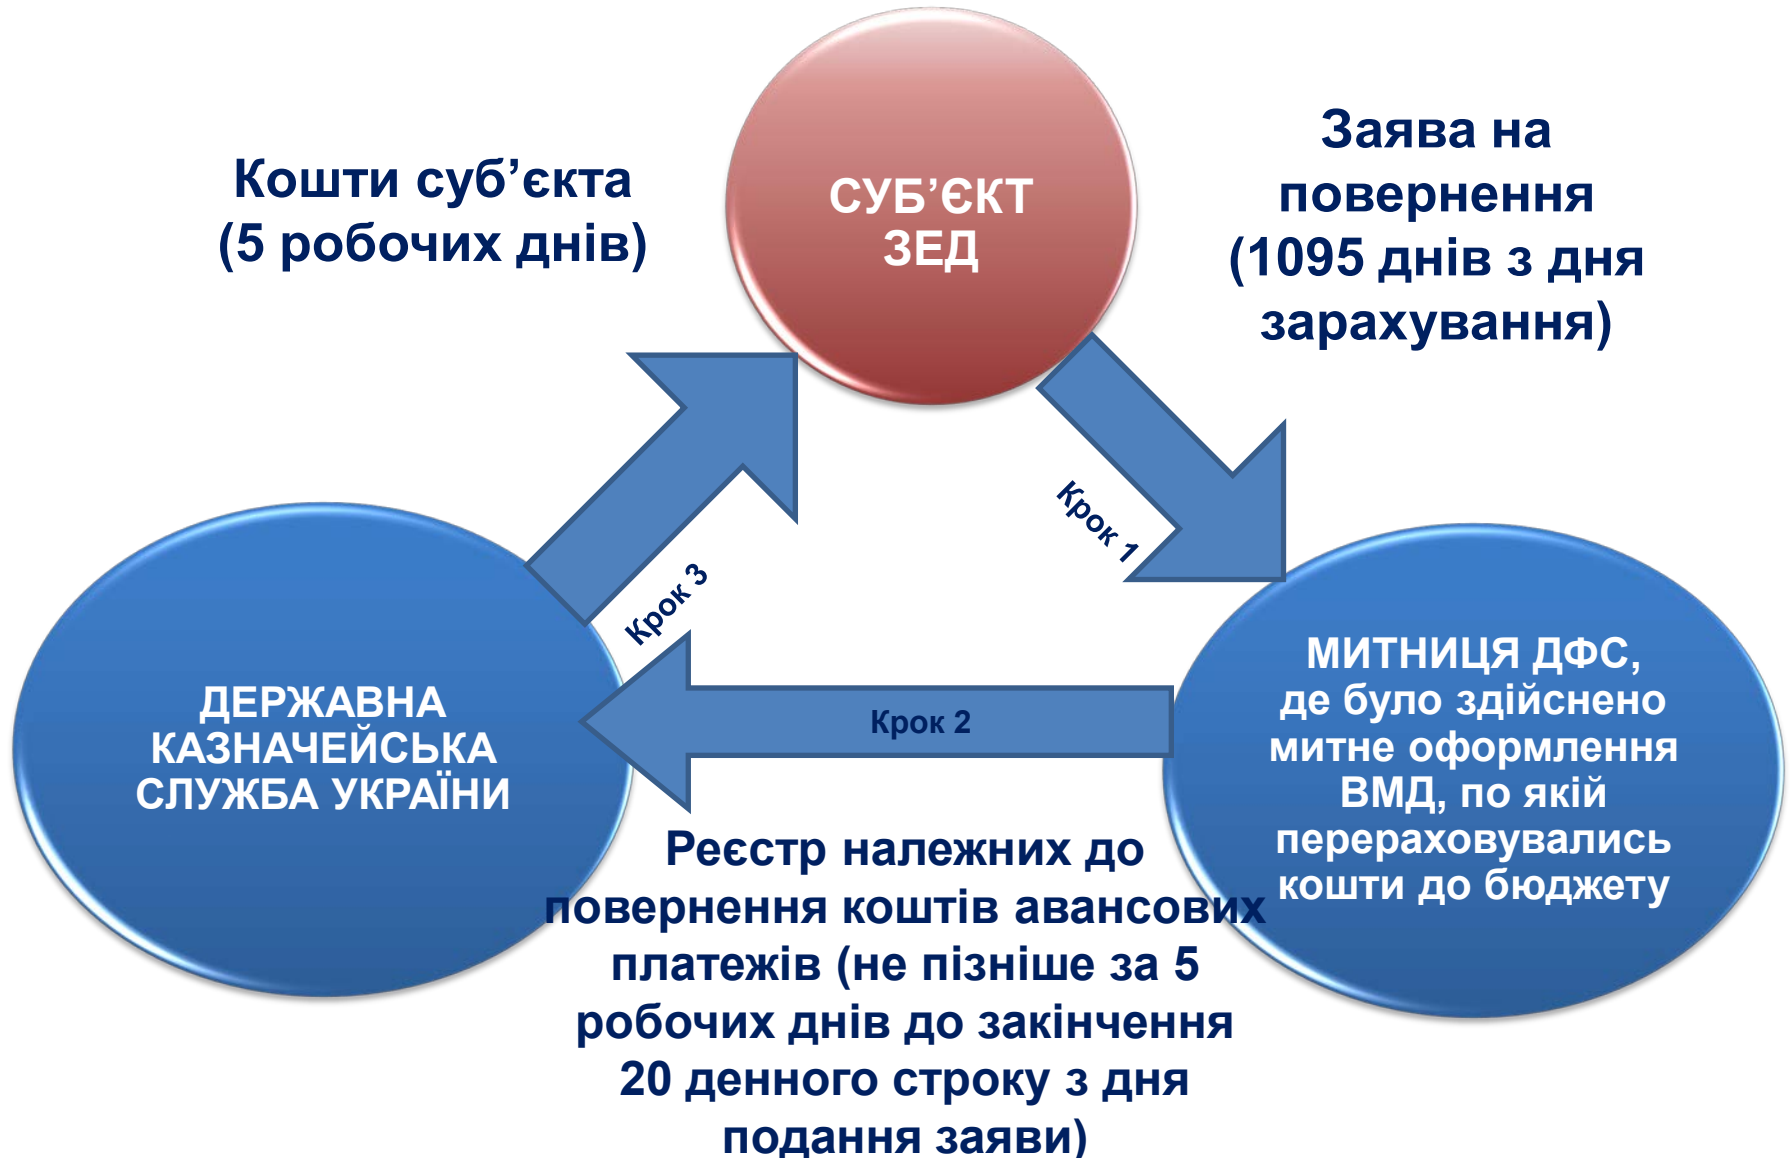 СУБ’ЄКТ
ЗЕД
Заява на
повернення
(1095 днів з дня
зарахування)
Крок 1
МИТНИЦЯ ДФС,
де було здійснено
митне оформлення
ВМД, по якій
перераховувались
кошти до бюджету
Крок 2
Реєстр належних до
повернення коштів авансових
платежів (не пізніше за 5
робочих днів до закінчення
20 денного строку з дня
подання заяви)
ДЕРЖАВНА
КАЗНАЧЕЙСЬКА
СЛУЖБА УКРАЇНИ
Крок 3
Кошти суб’єкта
(5 робочих днів)